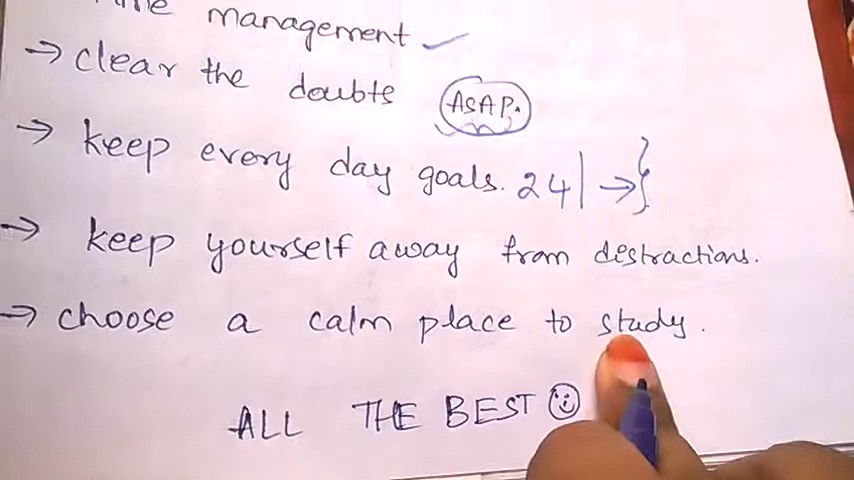 management ✓
→ clear the doubts ASAP.
→ keep every day goals. 24| → }
→ keep yourself away from distractions.
→ choose a calm place to study.
ALL THE BEST ☺